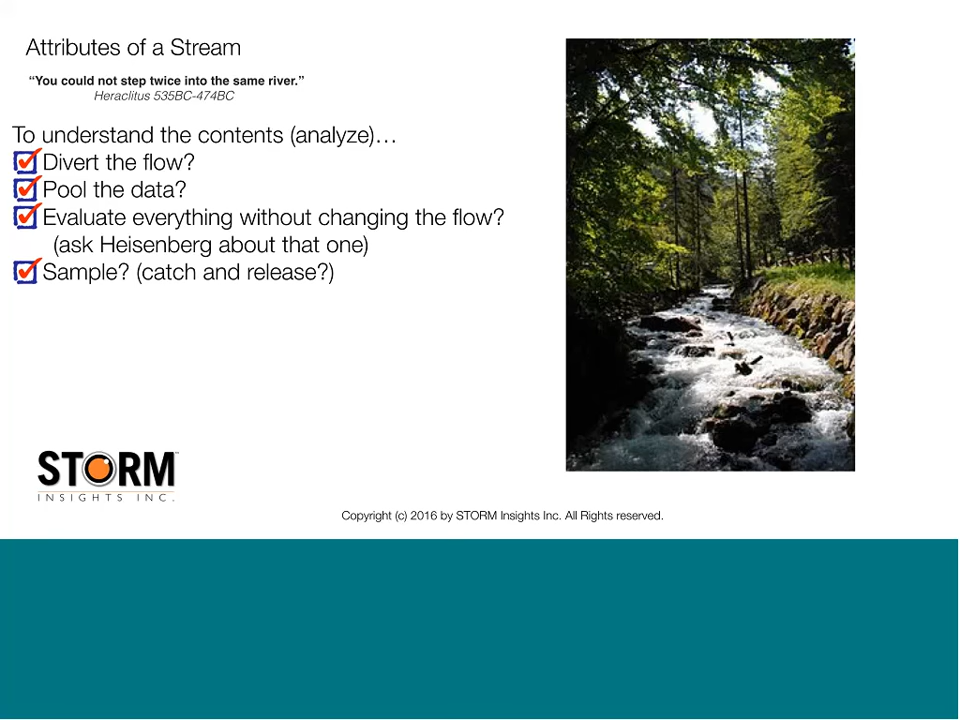 Attributes of a Stream
“You could not step twice into the same river.”
Heraclitus 535BC-474BC
To understand the contents (analyze)…
Divert the flow?
Pool the data?
Evaluate everything without changing the flow?
(ask Heisenberg about that one)
Sample? (catch and release?)
STORM™
INSIGHTS INC.
Copyright (c) 2016 by STORM Insights Inc. All Rights reserved.